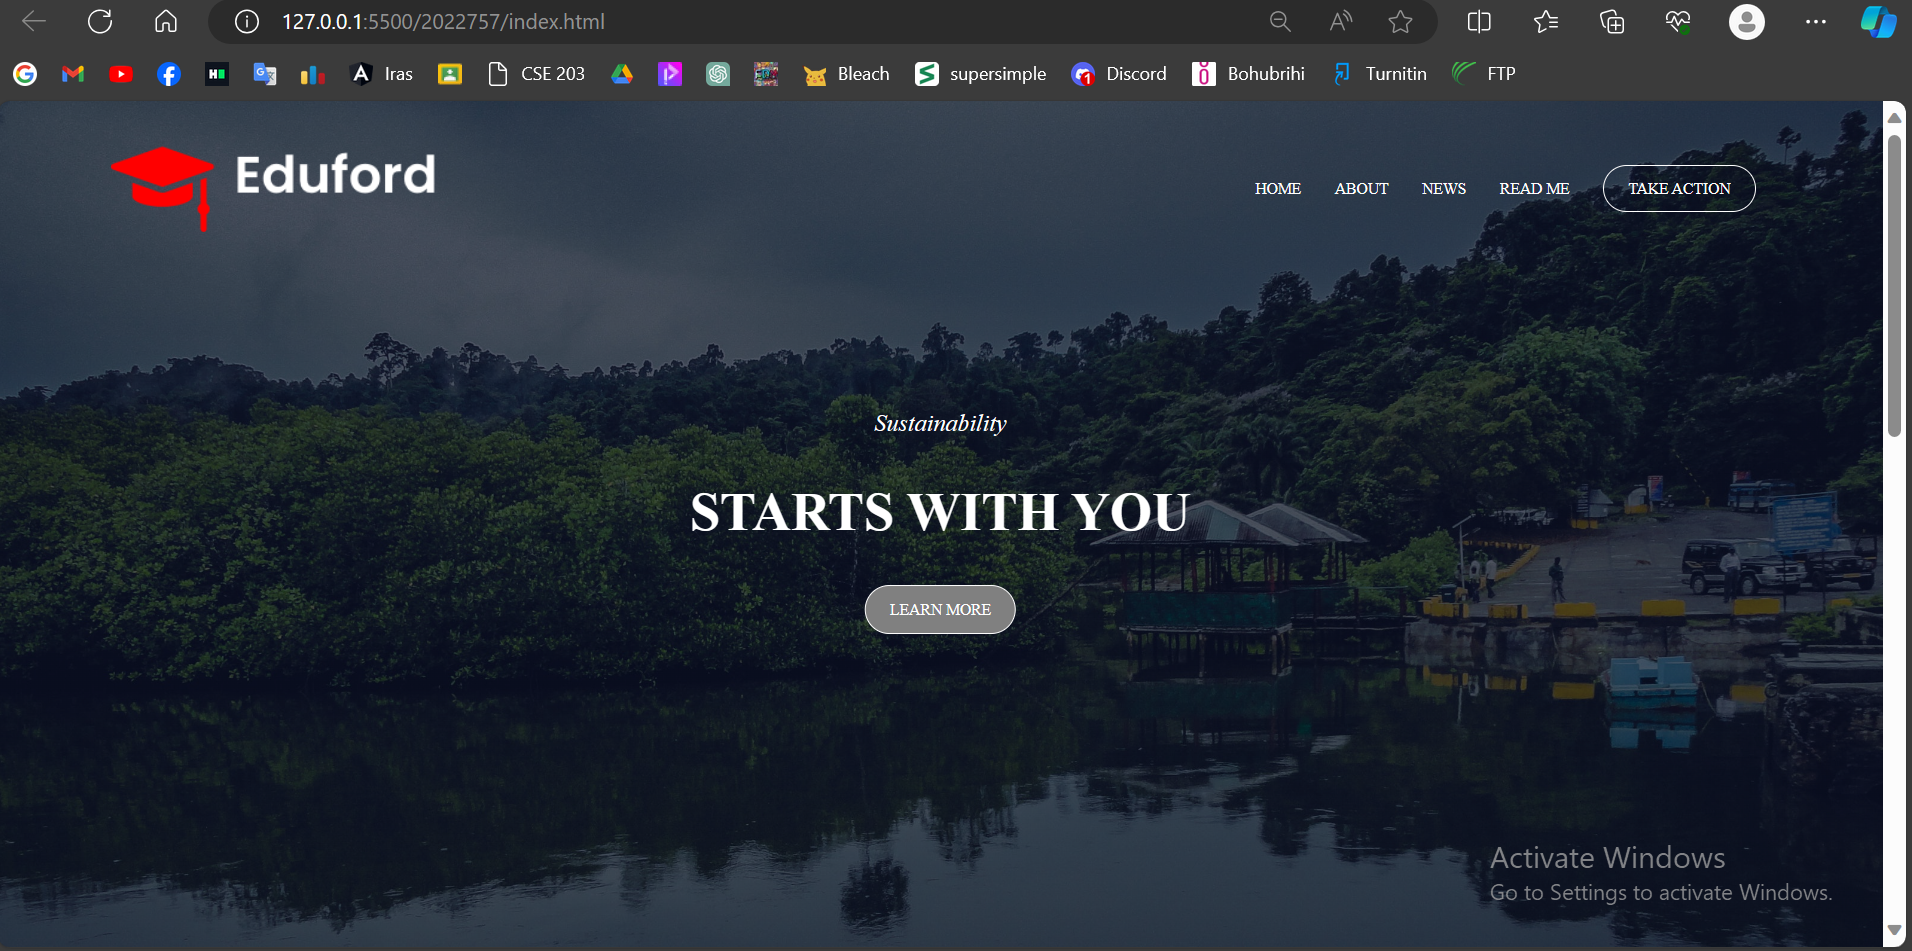 127.0.0.1:5500/2022757/index.html
Iras
CSE 203
Bleach
supersimple
Discord
Bohubrihi
Turnitin
FTP
Eduford
HOME
ABOUT
NEWS
READ ME
TAKE ACTION
Sustainability
STARTS WITH YOU
LEARN MORE
Activate Windows
Go to Settings to activate Windows.